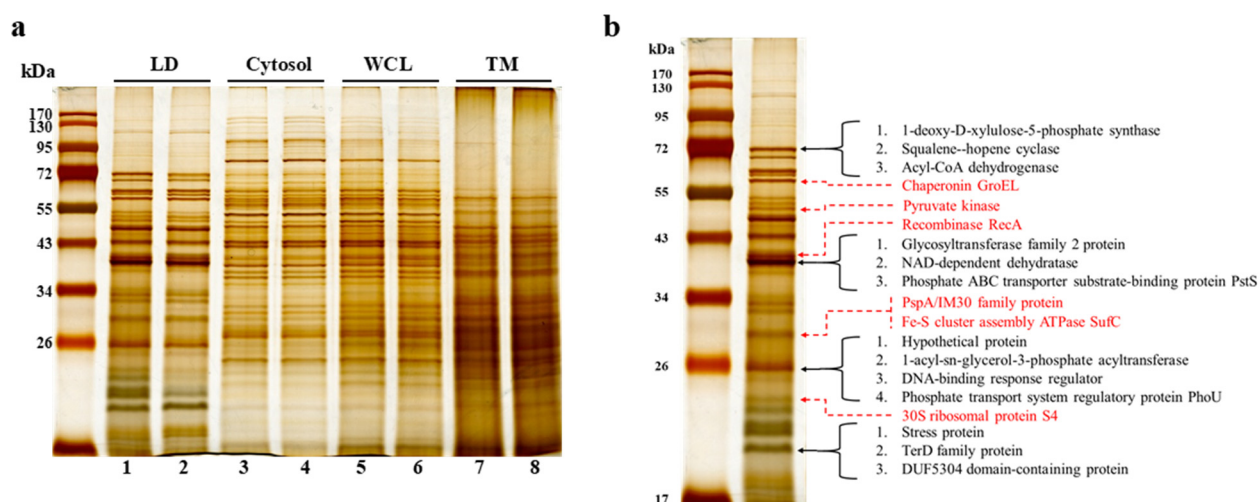 a
kDa
LD Cytosol WCL TM
170
130
95
72
55
43
34
26
1 2 3 4 5 6 7 8
b
kDa
170
130
95
72
55
43
34
26
17
1. 1-deoxy-D-xylulose-5-phosphate synthase
2. Squalene--hopene cyclase
3. Acyl-CoA dehydrogenase
Chaperonin GroEL
Pyruvate kinase
Recombinase RecA
1. Glycosyltransferase family 2 protein
2. NAD-dependent dehydratase
3. Phosphate ABC transporter substrate-binding protein PstS
PspA/IM30 family protein
Fe-S cluster assembly ATPase SufC
1. Hypothetical protein
2. 1-acyl-sn-glycerol-3-phosphate acyltransferase
3. DNA-binding response regulator
4. Phosphate transport system regulatory protein PhoU
30S ribosomal protein S4
1. Stress protein
2. TerD family protein
3. DUF5304 domain-containing protein